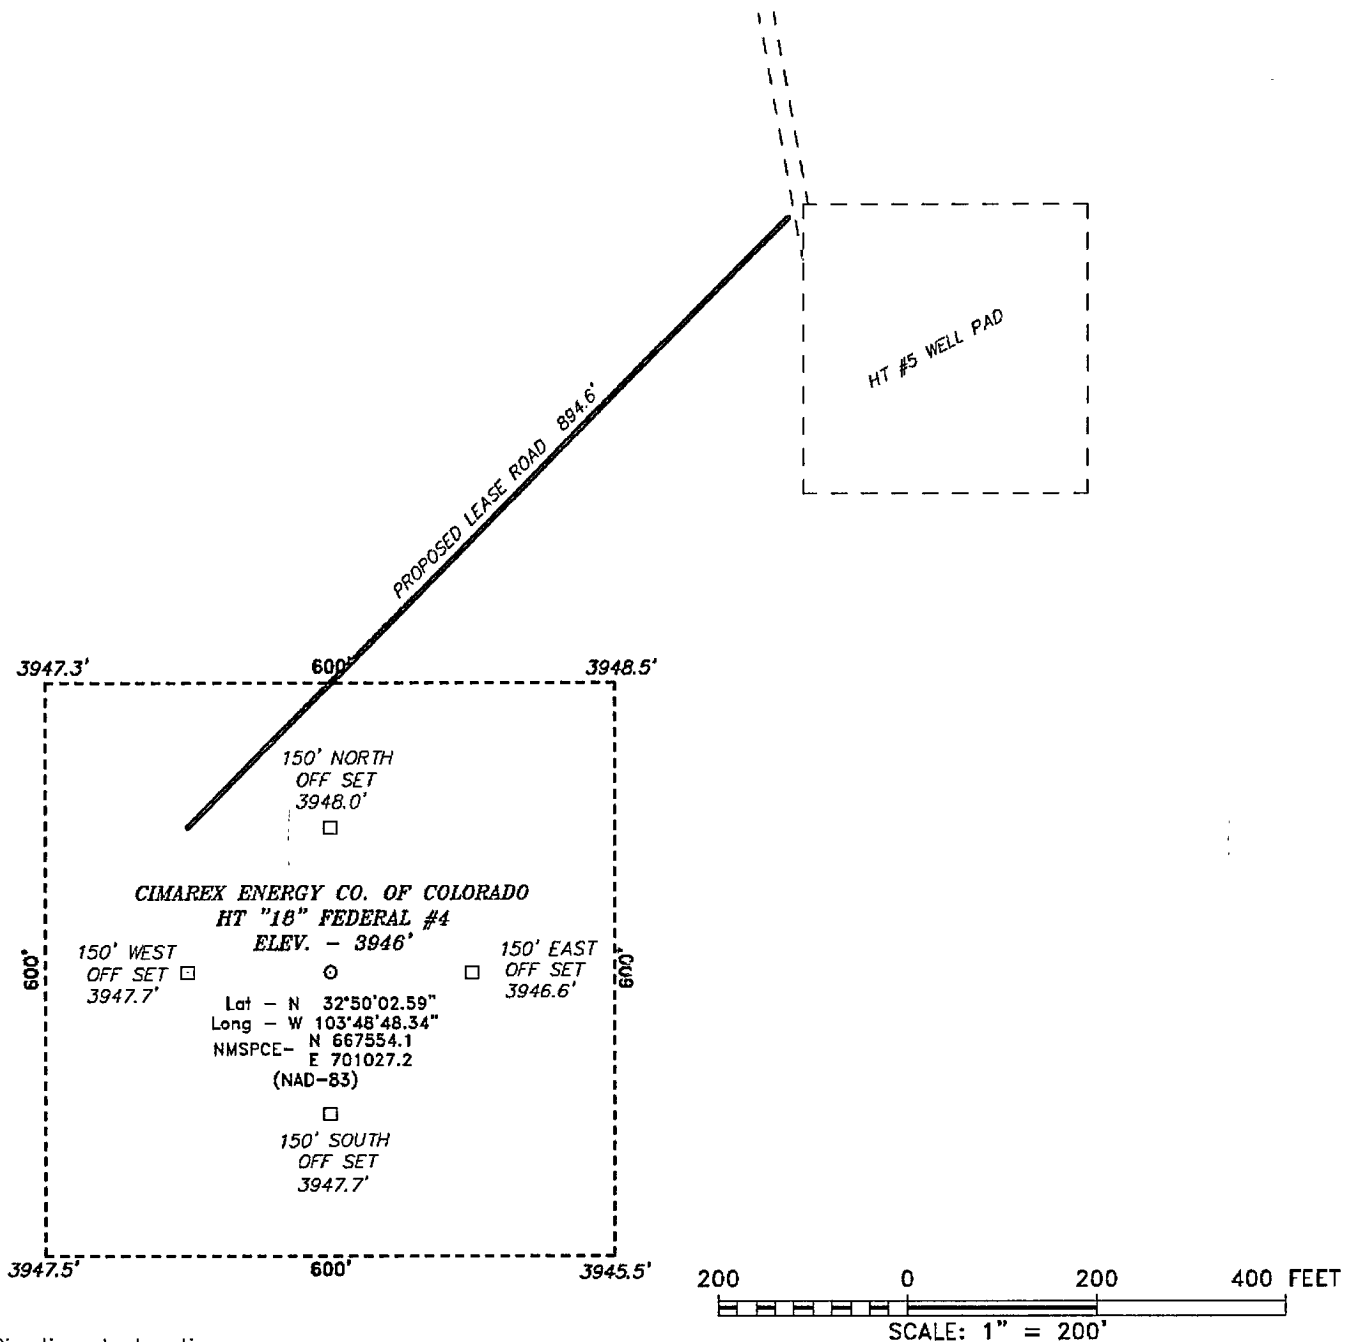 HT #5 WELL PAD
PROPOSED LEASE ROAD 894.6'
3947.3' 600' 3948.5'
150' NORTH
OFF SET
3948.0'
CIMAREX ENERGY CO. OF COLORADO
HT "18" FEDERAL #4
ELEV. - 3946'
600'
150' WEST
OFF SET
3947.7'
150' EAST
OFF SET
3946.6'
600'
Lat - N 32°50'02.59"
Long - W 103°48'48.34"
NMSPCE- N 667554.1
E 701027.2
(NAD-83)
150' SOUTH
OFF SET
3947.7'
3947.5' 600' 3945.5'
200 0 200 400 FEET
SCALE: 1" = 200'